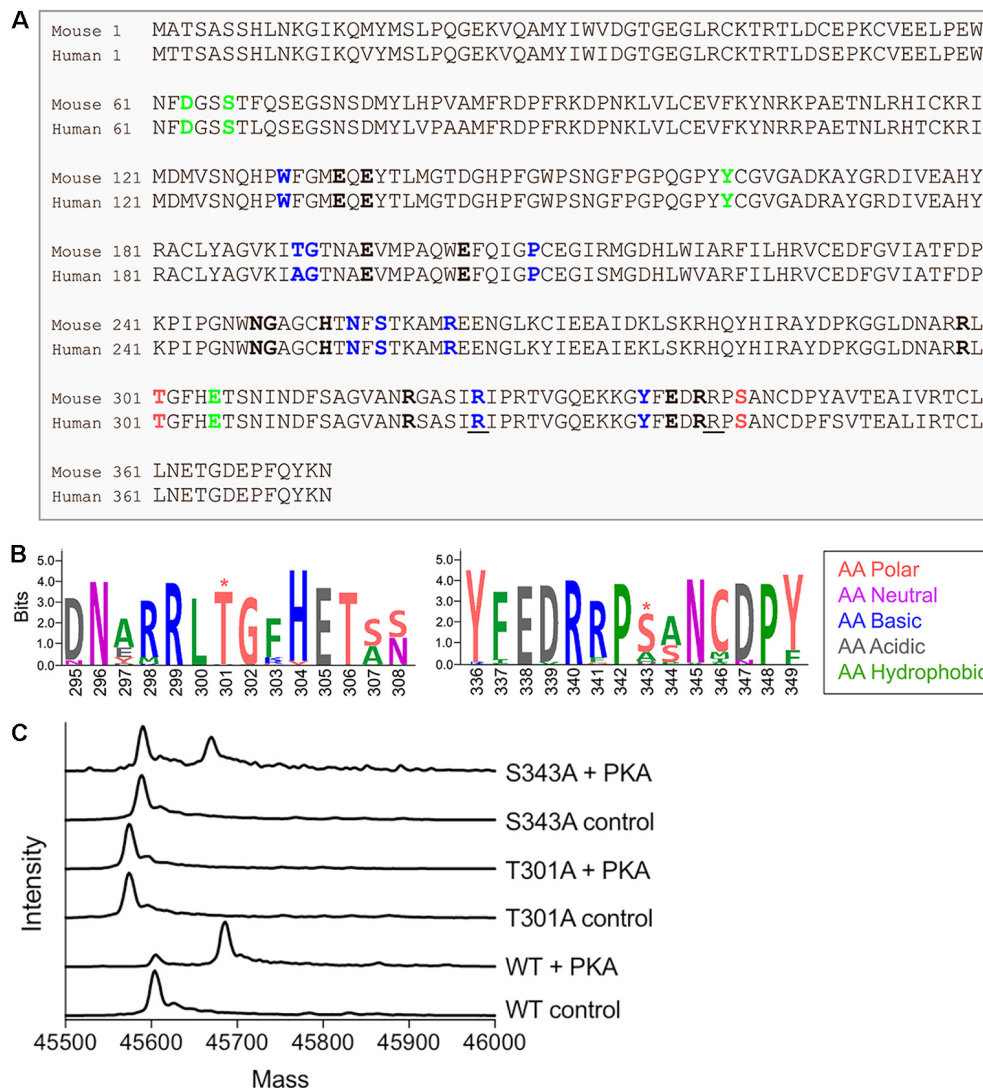 A
Mouse 1 MATSASSHLNKGIKQMYMSLPQGEKVQAMYIWVDGTGEGLRCKTRTLDCEPKCVEELPEW
Human 1 MTTSASSHLNKGIKQVYMSLPQGEKVQAMYIWIDGTGEGLRCKTRTLDSEPKCVEELPEW
Mouse 61 NFDGSSTFQSEGSNSDMYLHPVAMFRDPFRKDPNKLVLCEVFKYNRKPAETNLRHICKRI
Human 61 NFDGSSTLQSEGSNSDMYLVPAAMFRDPFRKDPNKLVLCEVFKYNRRPAETNLRHTCKRI
Mouse 121 MDMVSNQHPWFGMEQEYTLMGTDGHPFGWPSNGFPGPQGPYYCGVGADKAYGRDIVEAHY
Human 121 MDMVSNQHPWFGMEQEYTLMGTDGHPFGWPSNGFPGPQGPYYCGVGADRAYGRDIVEAHY
Mouse 181 RACLYAGVKITGTNAEVMPAQWEFQIGPCEGIRMGDHLWIARFILHRVCEDFGVIATFDP
Human 181 RACLYAGVKIAGTNAEVMPAQWEFQIGPCEGISMGDHLWVARFILHRVCEDFGVIATFDP
Mouse 241 KPIPGNWNGAGCHTNFSTKAMREENGLKCIEEAIDKLSKRHQYHIRAYDPKGGLDNARRL
Human 241 KPIPGNWNGAGCHTNFSTKAMREENGLKYIEEAIEKLSKRHQYHIRAYDPKGGLDNARRL
Mouse 301 TGFHETSNINDFSAGVANRGASIRIPRTVGQEKKGYFEDRRPSANCDPYAVTEAIVRTCL
Human 301 TGFHETSNINDFSAGVANRGASIRIPRTVGQEKKGYFEDRRPSANCDPFSVTEALIRTCL
Mouse 361 LNETGDEPFQYKN
Human 361 LNETGDEPFQYKN
B
Bits
5.0
4.0
3.0
2.0
1.0
0.0
DNARRLTGFHETSS
*
AN
295 296 297 298 299 300 301 302 303 304 305 306 307 308
5.0
4.0
3.0
2.0
1.0
0.0
YFEDRRPSANCDPY
*
336 337 338 339 340 341 342 343 344 345 346 347 348 349
AA Polar
AA Neutral
AA Basic
AA Acidic
AA Hydrophobic
C
Intensity
S343A + PKA
S343A control
T301A + PKA
T301A control
WT + PKA
WT control
45500 45600 45700 45800 45900 46000
Mass